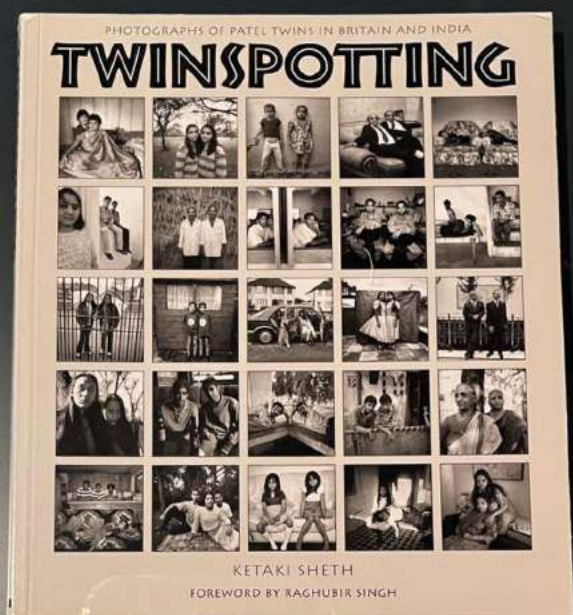 PHOTOGRAPHS OF PATEL TWINS IN BRITAIN AND INDIA
TWINSPOTTING
KETAKI SHETH
FOREWORD BY RAGHUBIR SINGH